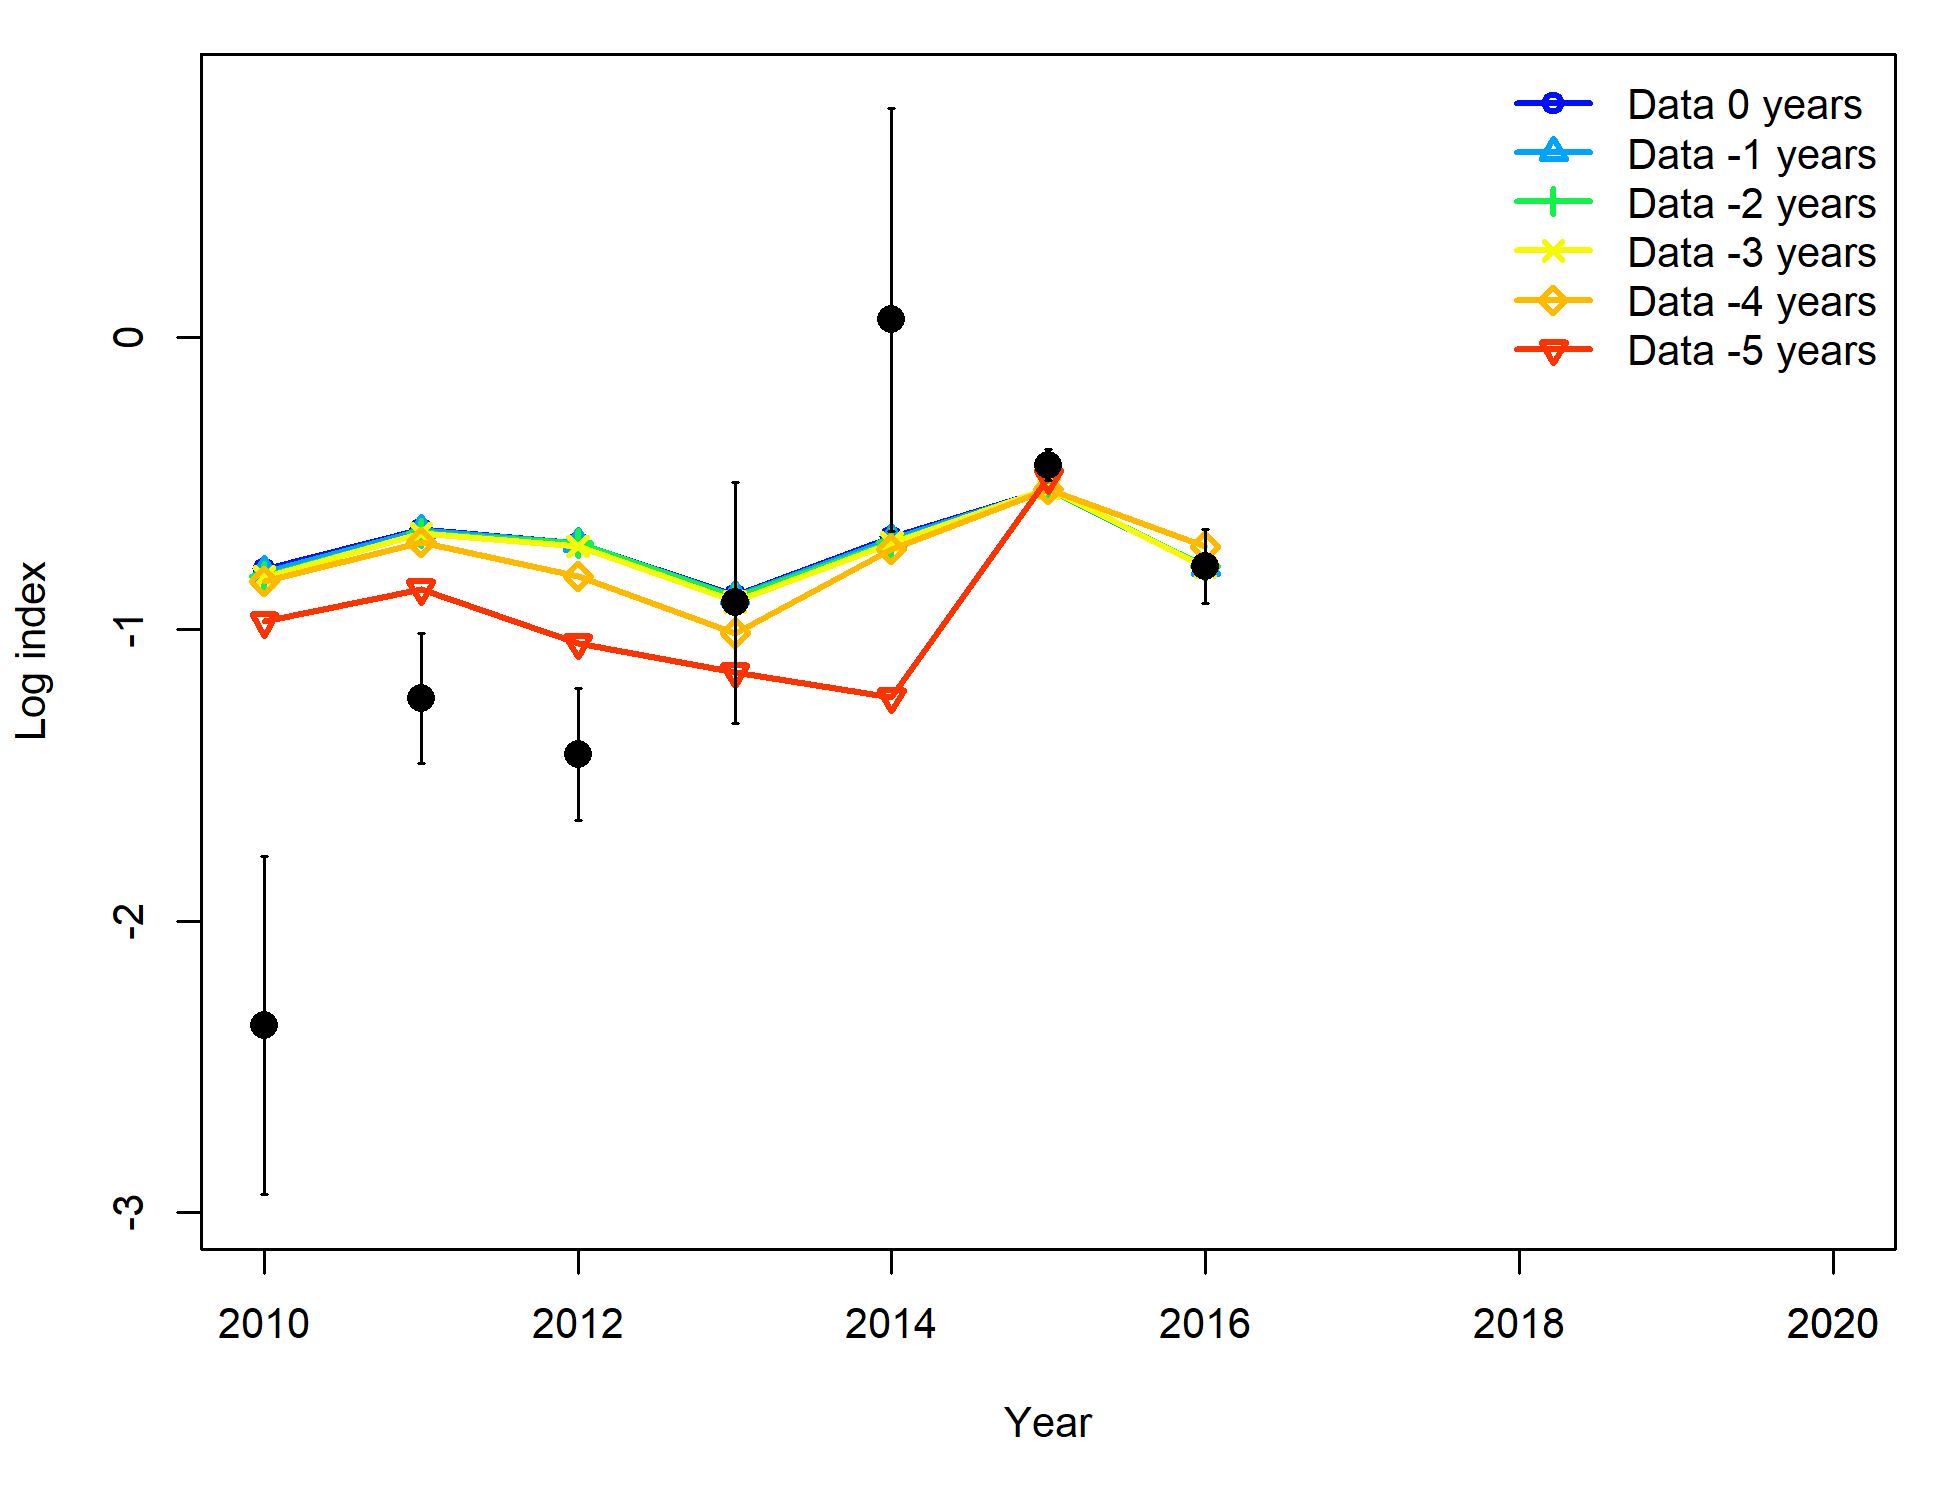 Data 0 years
Data -1 years
Data -2 years
Data -3 years
Data -4 years
Data -5 years
0
-1
-2
-3
Log index
2010 2012 2014 2016 2018 2020
Year